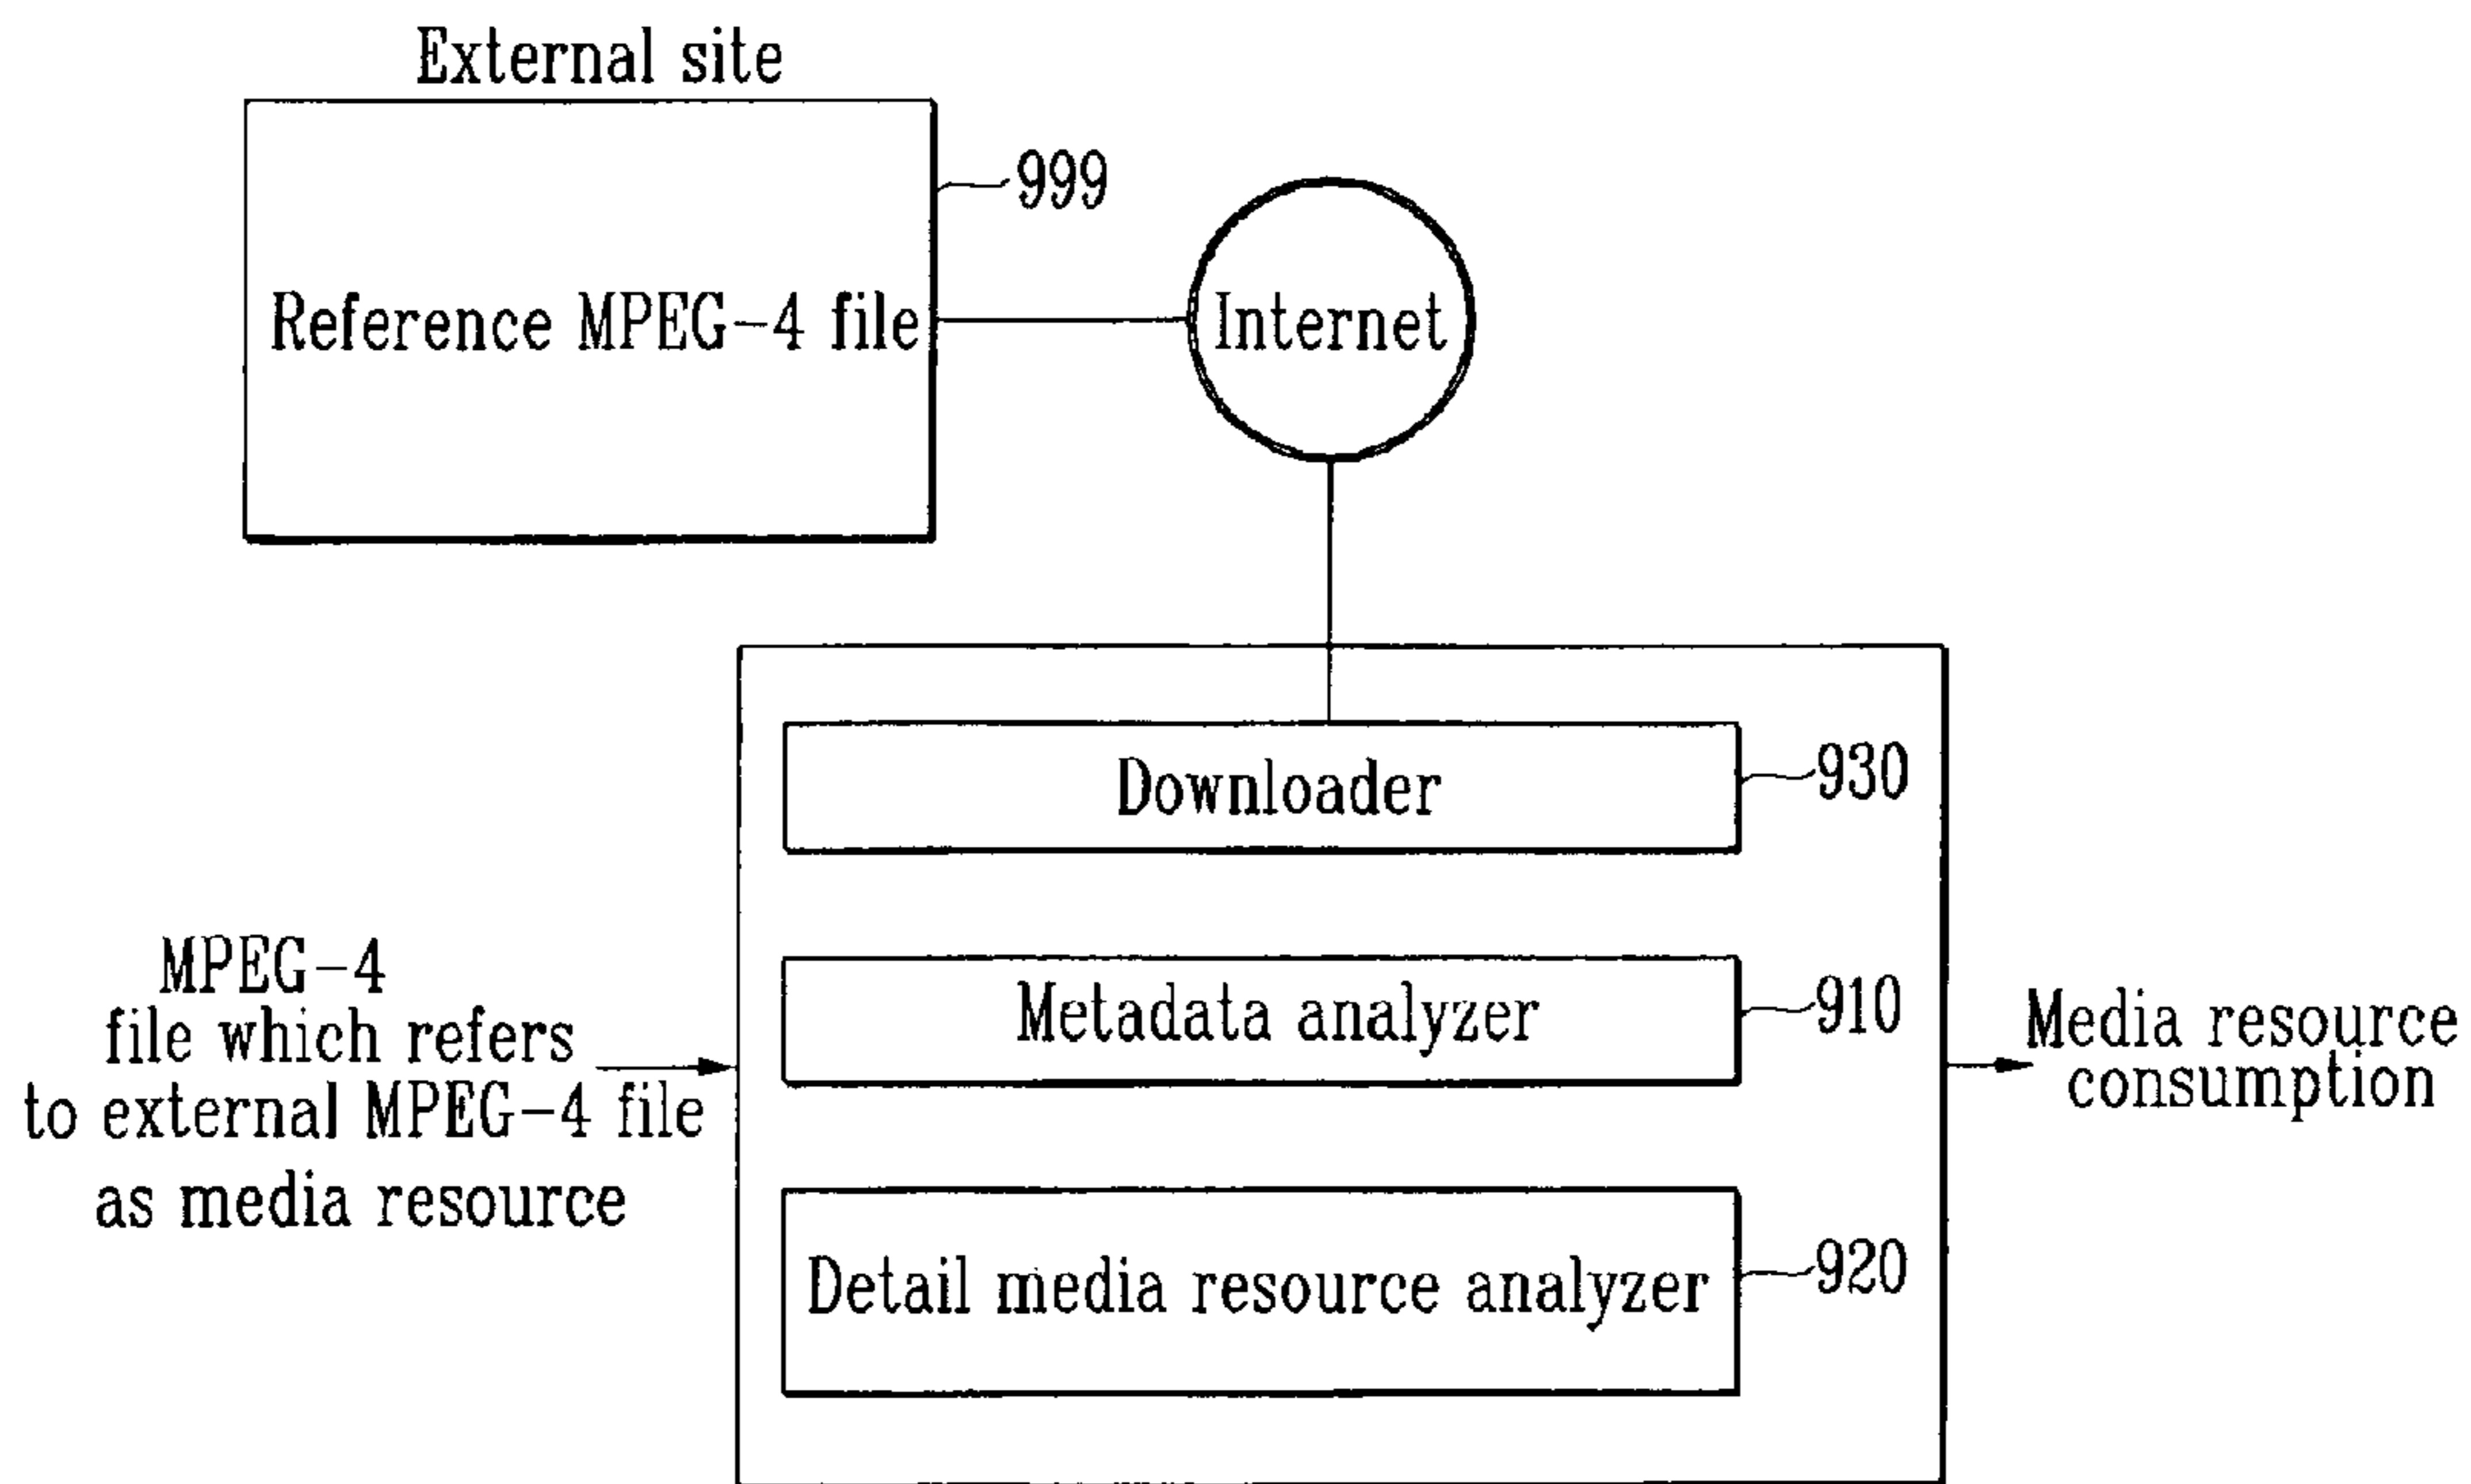 External site
999
Reference MPEG-4 file
Internet
Downloader
930
MPEG-4
file which refers
to external MPEG-4 file
as media resource
Metadata analyzer
910
Media resource
consumption
Detail media resource analyzer
920